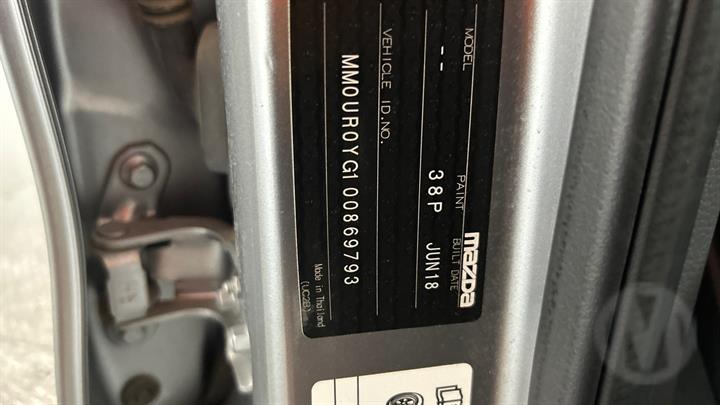 mazda
MODEL PAINT BUILT DATE
-- 38P JUN18
VEHICLE ID.NO.
MM0UR0YG100869793
Made in Thailand
(UC2B)